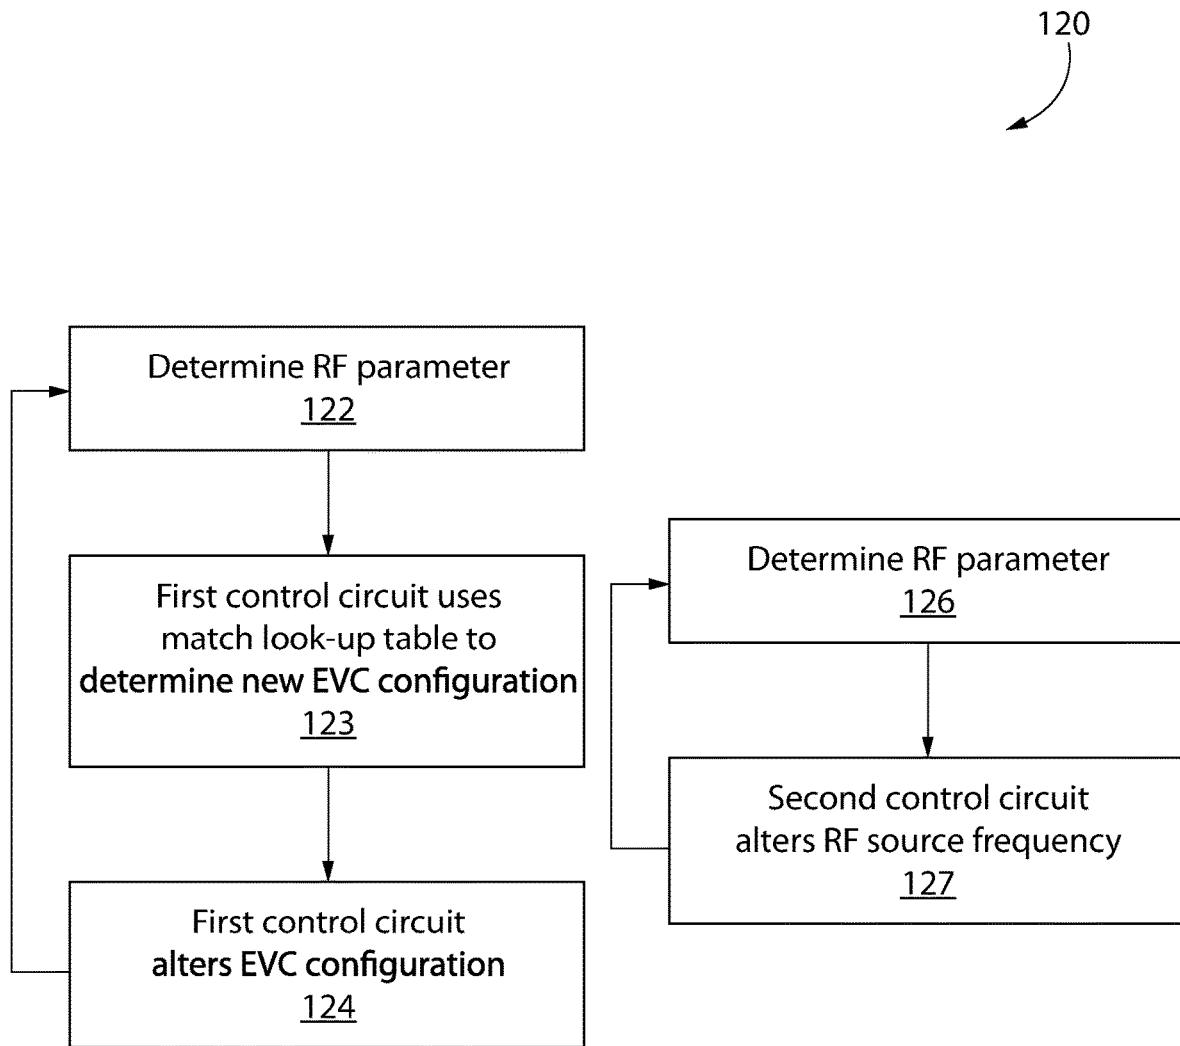 120
Determine RF parameter
122
First control circuit uses
match look-up table to
determine new EVC configuration
123
First control circuit
alters EVC configuration
124
Determine RF parameter
126
Second control circuit
alters RF source frequency
127